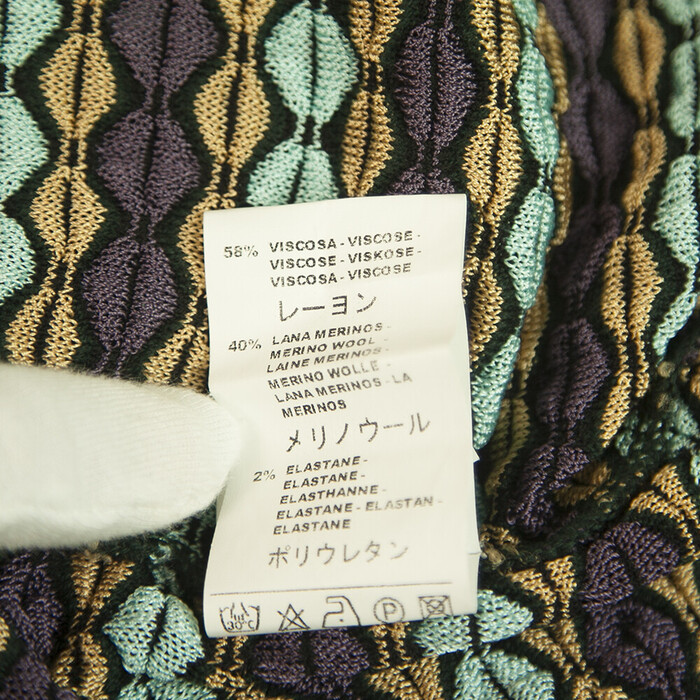 58% VISCOSA - VISCOSE -
VISCOSE - VISKOSE -
VISCOSA - VISCOSE
レーヨン
40% LANA MERINOS -
MERINO WOOL -
LAINE MERINOS -
MERINO WOLLE -
LANA MERINOS - LA
MERINOS
メリノウール
2% ELASTANE -
ELASTANE -
ELASTHANNE -
ELASTANE - ELASTAN -
ELASTANE
ポリウレタン
P